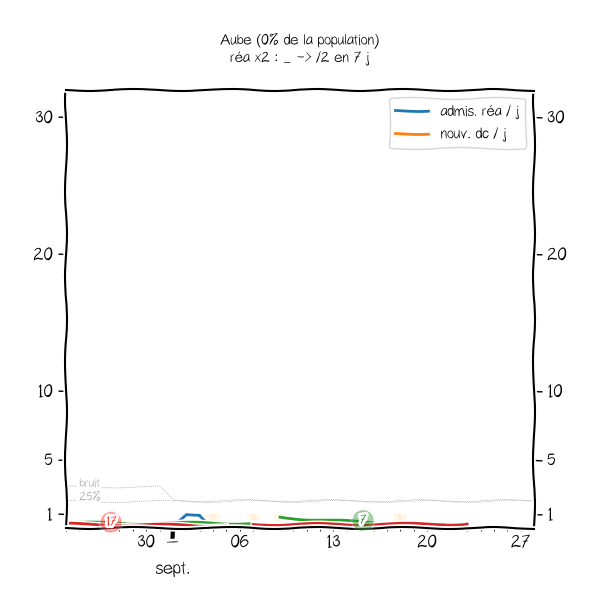 Aube (0% de la population)
réa x2 : _ -> /2 en 7 j
admis. réa / j
nouv. dc / j
30 30
20 20
10 10
5 5
bruit
25%
1 1
17 7
30 1 06 13 20 27
sept.